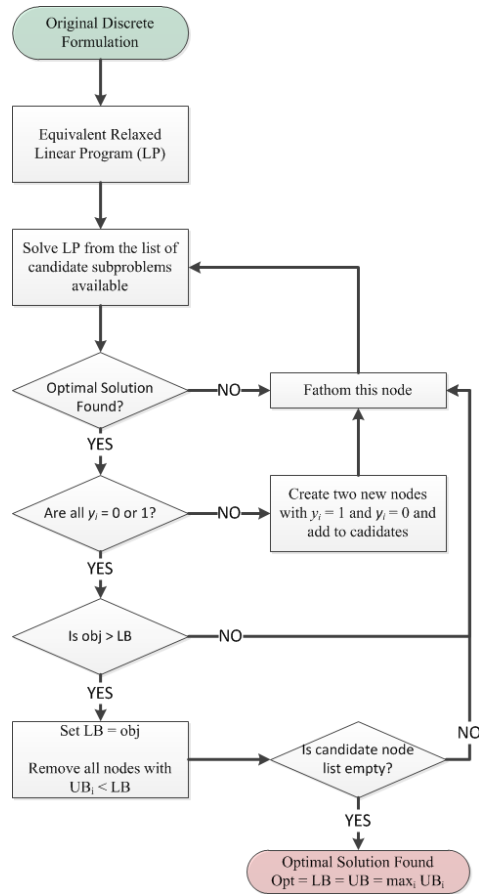 Original Discrete
Formulation
Equivalent Relaxed
Linear Program (LP)
Solve LP from the list of
candidate subproblems
available
Optimal Solution
Found?
NO
Fathom this node
YES
Are all yᵢ = 0 or 1?
NO
Create two new nodes
with yᵢ = 1 and yᵢ = 0 and
add to cadidates
YES
Is obj > LB
NO
YES
Set LB = obj
Remove all nodes with
UBᵢ < LB
Is candidate node
list empty?
NO
YES
Optimal Solution Found
Opt = LB = UB = maxᵢ UBᵢ